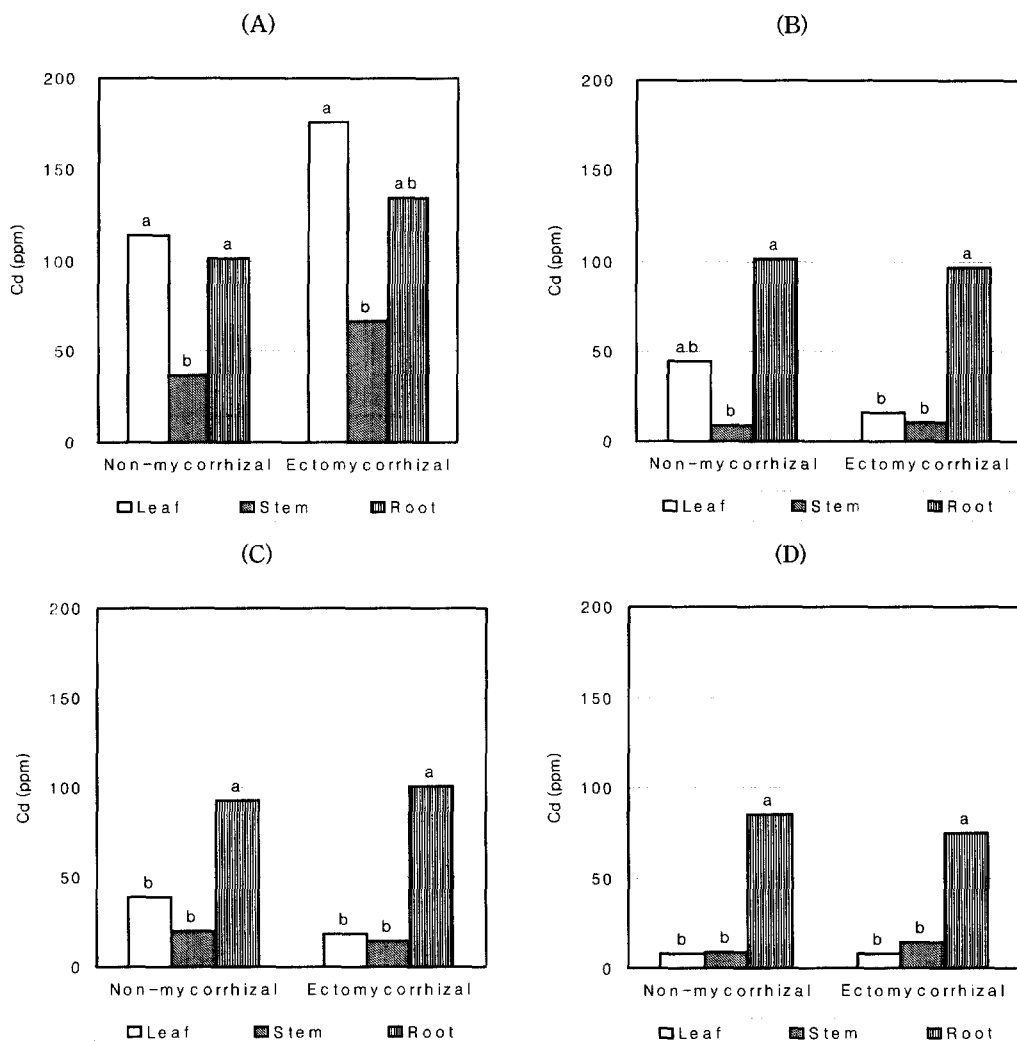 (A)
200
150
100
50
0
Cd (ppm)
a
b
a
a
b
a b
Non-mycorrhizal Ectomycorrhizal
Leaf Stem Root
(B)
200
150
100
50
0
Cd (ppm)
a b
b
a
b
b
a
Non-mycorrhizal Ectomycorrhizal
Leaf Stem Root
(C)
200
150
100
50
0
Cd (ppm)
b
b
a
b
b
a
Non-mycorrhizal Ectomycorrhizal
Leaf Stem Root
(D)
200
150
100
50
0
Cd (ppm)
b
b
a
b
b
a
Non-mycorrhizal Ectomycorrhizal
Leaf Stem Root